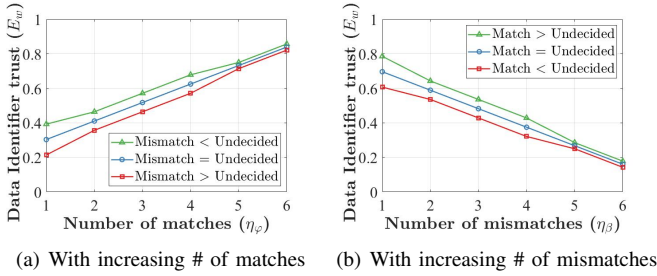 Data Identifier trust (E_w)
1
0.8
0.6
0.4
0.2
0
Mismatch < Undecided
Mismatch = Undecided
Mismatch > Undecided
1 2 3 4 5 6
Number of matches (η_φ)
(a) With increasing # of matches
Data Identifier trust (E_w)
1
0.8
0.6
0.4
0.2
0
Match > Undecided
Match = Undecided
Match < Undecided
1 2 3 4 5 6
Number of mismatches (η_β)
(b) With increasing # of mismatches